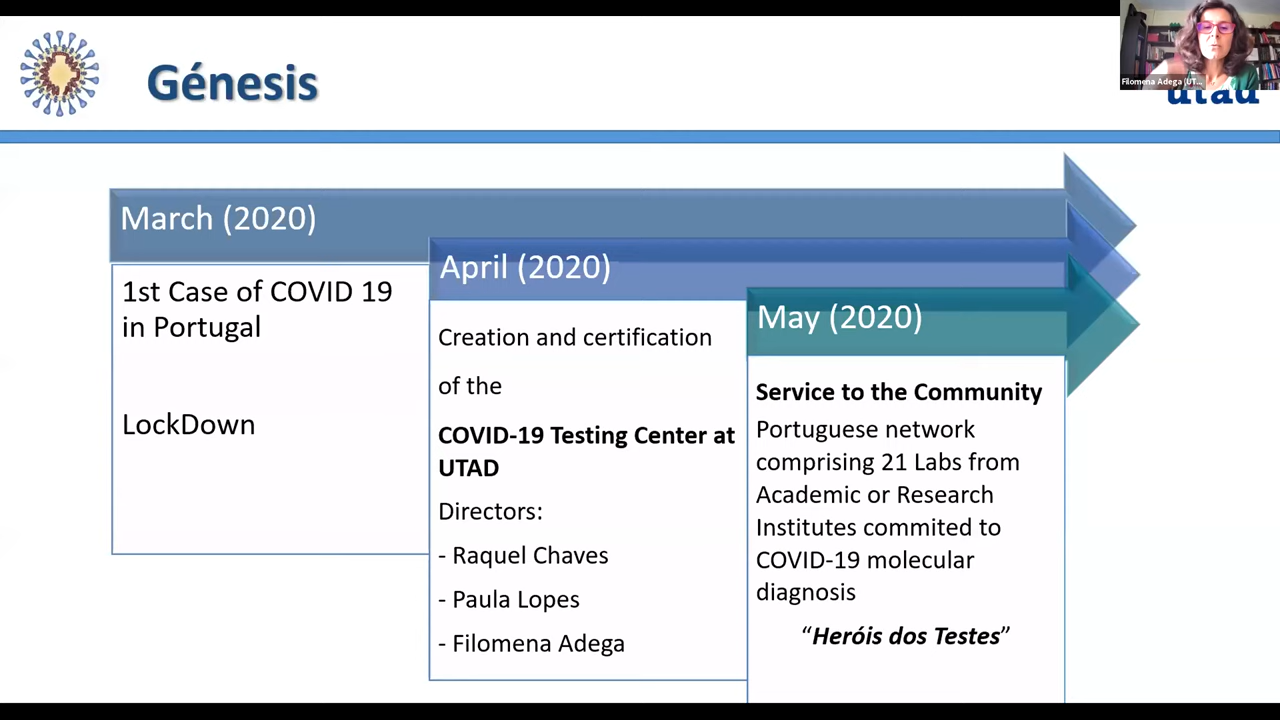 Génesis
Filomena Adega (UT...
utad
March (2020)
1st Case of COVID 19
in Portugal
LockDown
April (2020)
Creation and certification
of the
COVID-19 Testing Center at
UTAD
Directors:
- Raquel Chaves
- Paula Lopes
- Filomena Adega
May (2020)
Service to the Community
Portuguese network
comprising 21 Labs from
Academic or Research
Institutes commited to
COVID-19 molecular
diagnosis
“Heróis dos Testes”